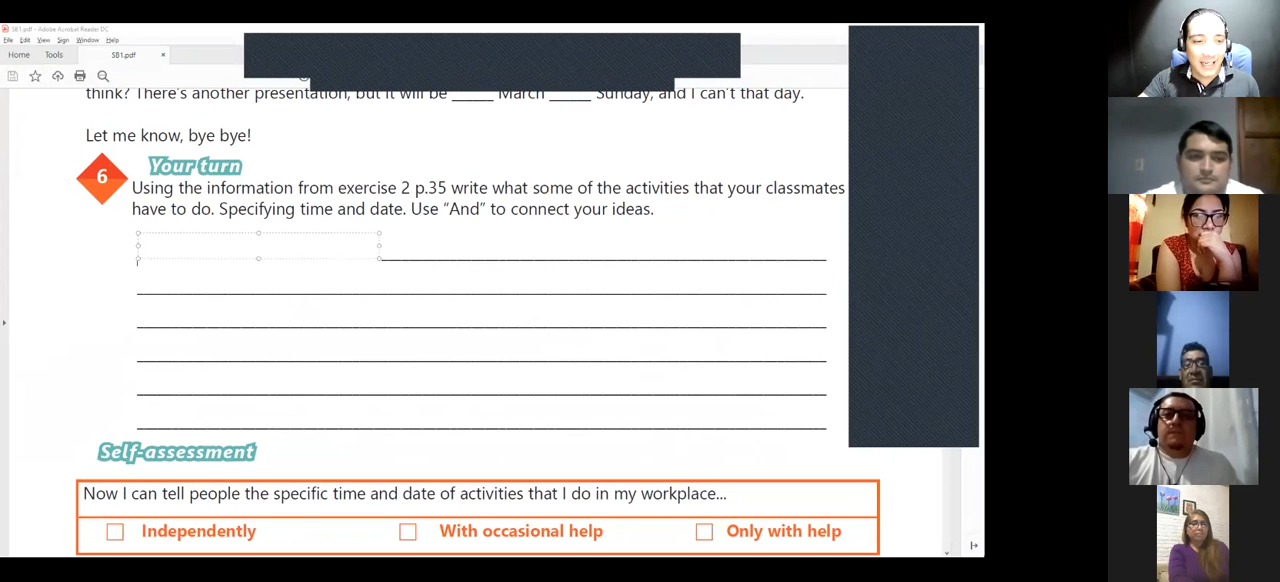 SB1.pdf - Adobe Acrobat Reader DC
File Edit View Sign Window Help
Home Tools SB1.pdf ×
think? There's another presentation, but it will be _____ March _____ Sunday, and I can't that day.
Let me know, bye bye!
6 Your turn
Using the information from exercise 2 p.35 write what some of the activities that your classmates
have to do. Specifying time and date. Use “And” to connect your ideas.
Self-assessment
Now I can tell people the specific time and date of activities that I do in my workplace...
Independently With occasional help Only with help